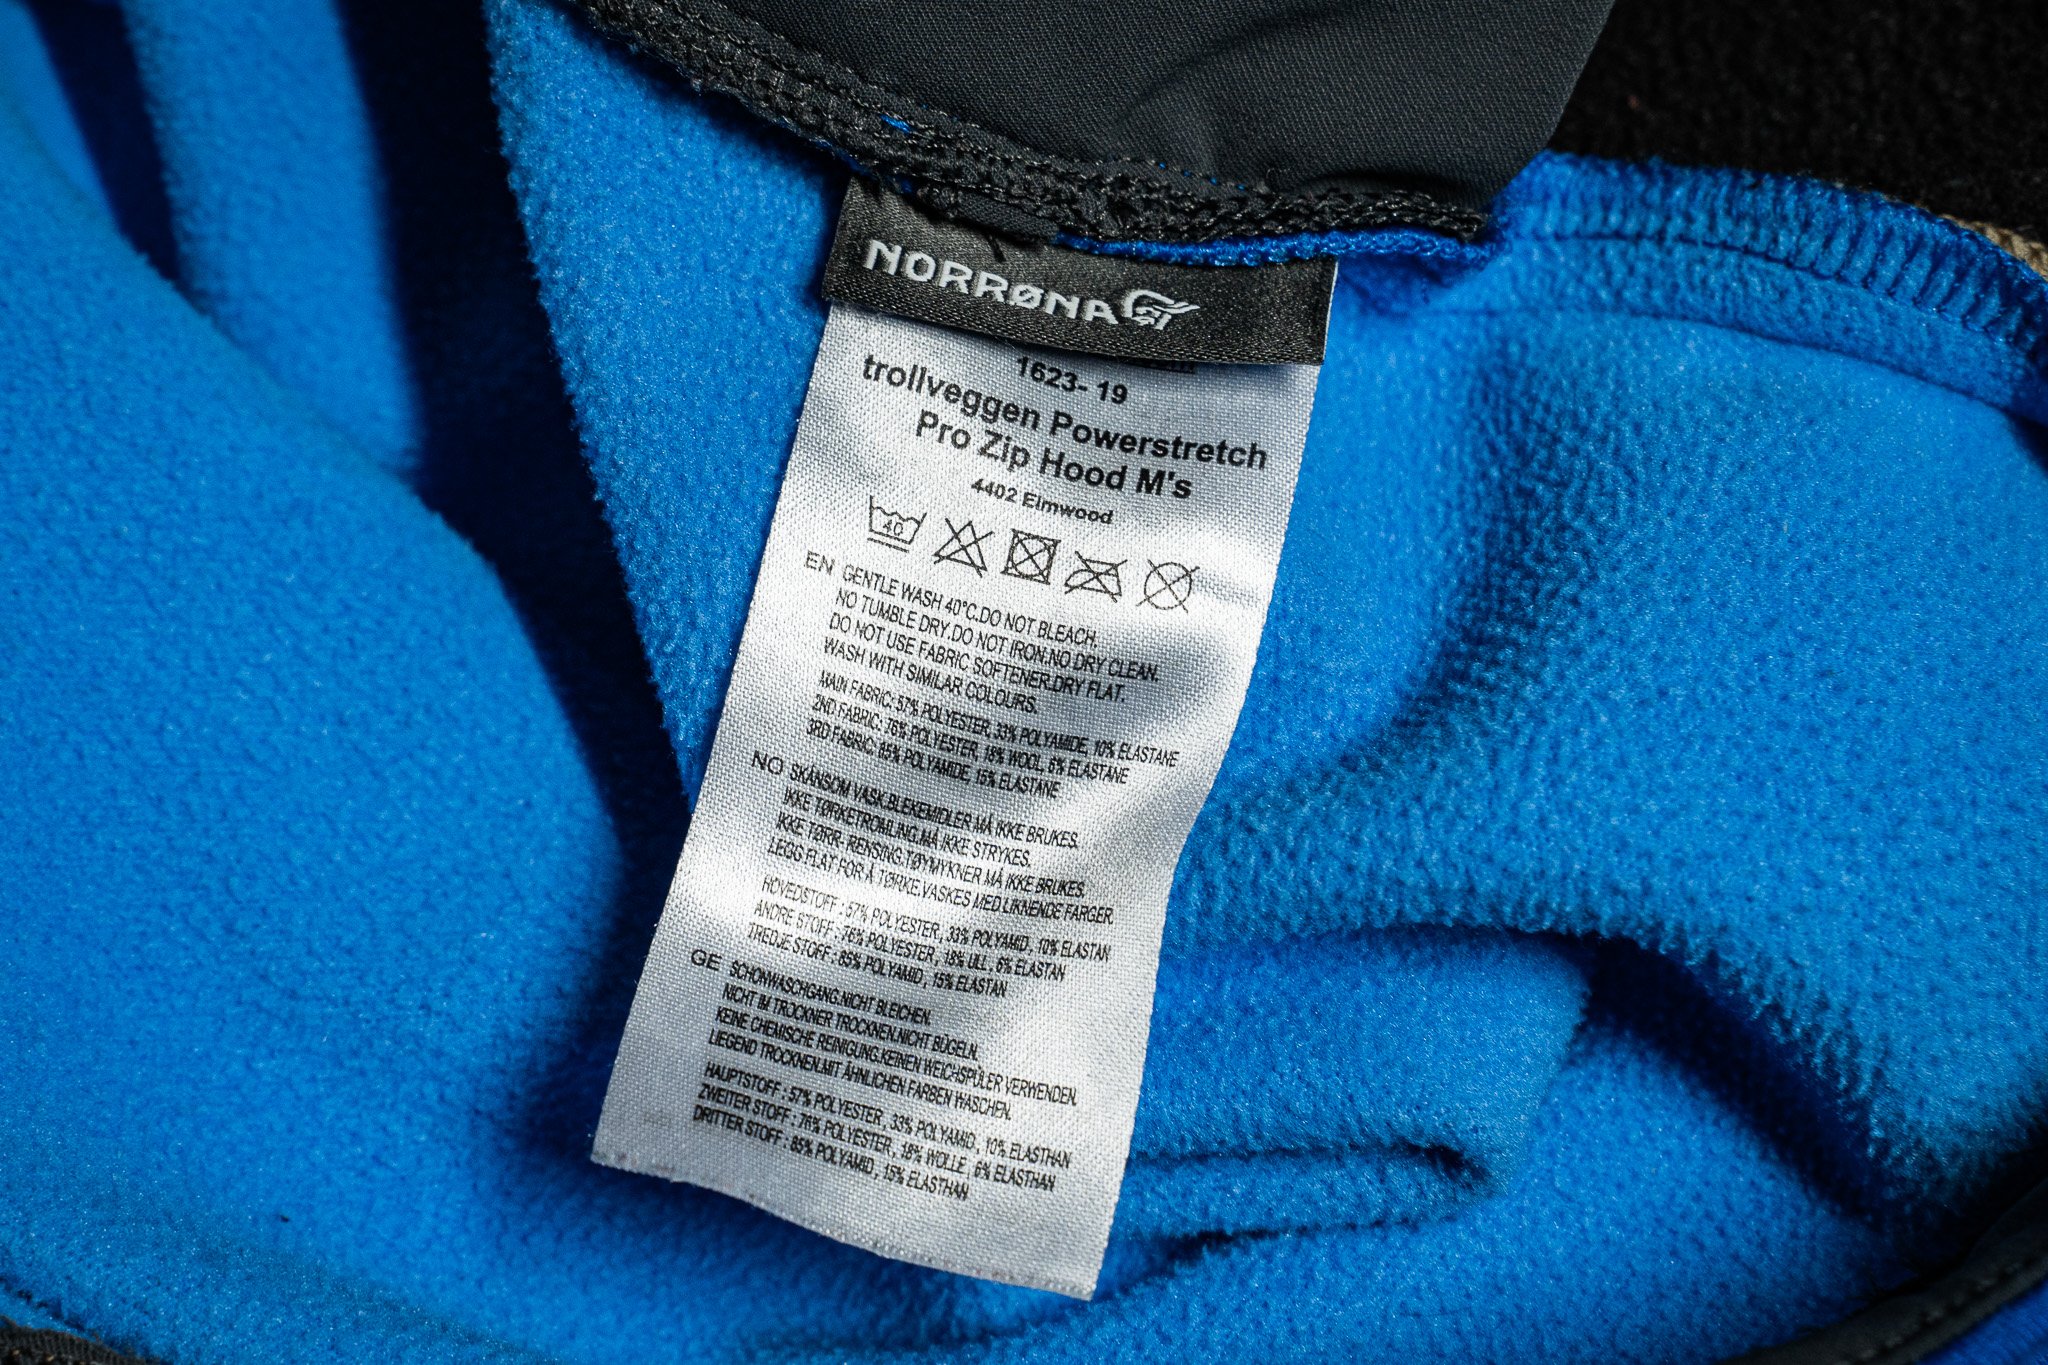 NORRØNA
1623- 19
trollveggen Powerstretch
Pro Zip Hood M's
4402 Elmwood
40
EN GENTLE WASH 40°C.DO NOT BLEACH.
NO TUMBLE DRY.DO NOT IRON.NO DRY CLEAN.
DO NOT USE FABRIC SOFTENER.DRY FLAT.
WASH WITH SIMILAR COLOURS.
MAIN FABRIC: 57% POLYESTER, 33% POLYAMIDE, 10% ELASTANE
2ND FABRIC: 76% POLYESTER, 18% WOOL, 6% ELASTANE
3RD FABRIC: 85% POLYAMIDE, 15% ELASTANE
NO SKÅNSOM VASK.BLEKEMIDLER MÅ IKKE BRUKES.
IKKE TØRKETROMLING.MÅ IKKE STRYKES.
IKKE TØRR- RENSING.TØYMYKNER MÅ IKKE BRUKES.
LEGG FLAT FOR Å TØRKE.VASKES MED LIKNENDE FARGER.
HOVEDSTOFF : 57% POLYESTER , 33% POLYAMID , 10% ELASTAN
ANDRE STOFF : 76% POLYESTER , 18% ULL , 6% ELASTAN
TREDJE STOFF : 85% POLYAMID , 15% ELASTAN
GE SCHONWASCHGANG.NICHT BLEICHEN.
NICHT IM TROCKNER TROCKNEN.NICHT BÜGELN.
KEINE CHEMISCHE REINIGUNG.KEINEN WEICHSPÜLER VERWENDEN.
LIEGEND TROCKNEN.MIT ÄHNLICHEN FARBEN WASCHEN.
HAUPTSTOFF : 57% POLYESTER , 33% POLYAMID , 10% ELASTHAN
ZWEITER STOFF : 76% POLYESTER , 18% WOLLE , 6% ELASTHAN
DRITTER STOFF : 85% POLYAMID , 15% ELASTHAN